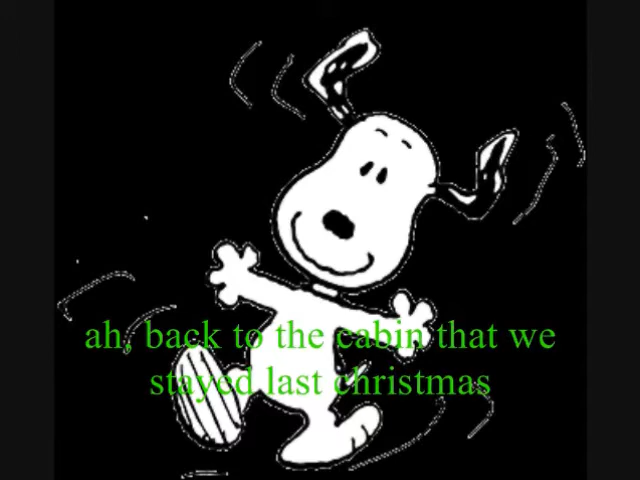 ah, back to the cabin that we
stayed last christmas